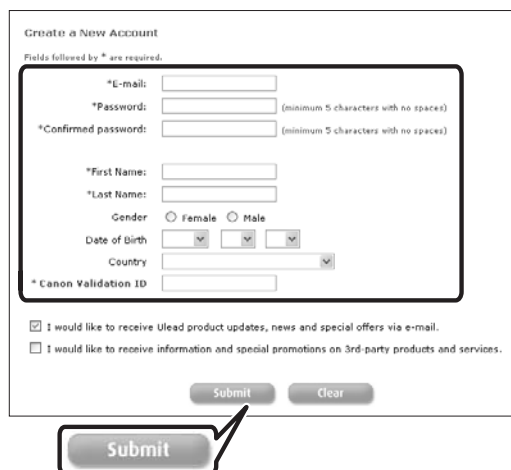 Create a New Account
Fields followed by * are required.
*E-mail:
*Password: (minimum 5 characters with no spaces)
*Confirmed password: (minimum 5 characters with no spaces)
*First Name:
*Last Name:
Gender Female Male
Date of Birth
Country
* Canon Validation ID
I would like to receive Ulead product updates, news and special offers via e-mail.
I would like to receive information and special promotions on 3rd-party products and services.
Submit Clear
Submit